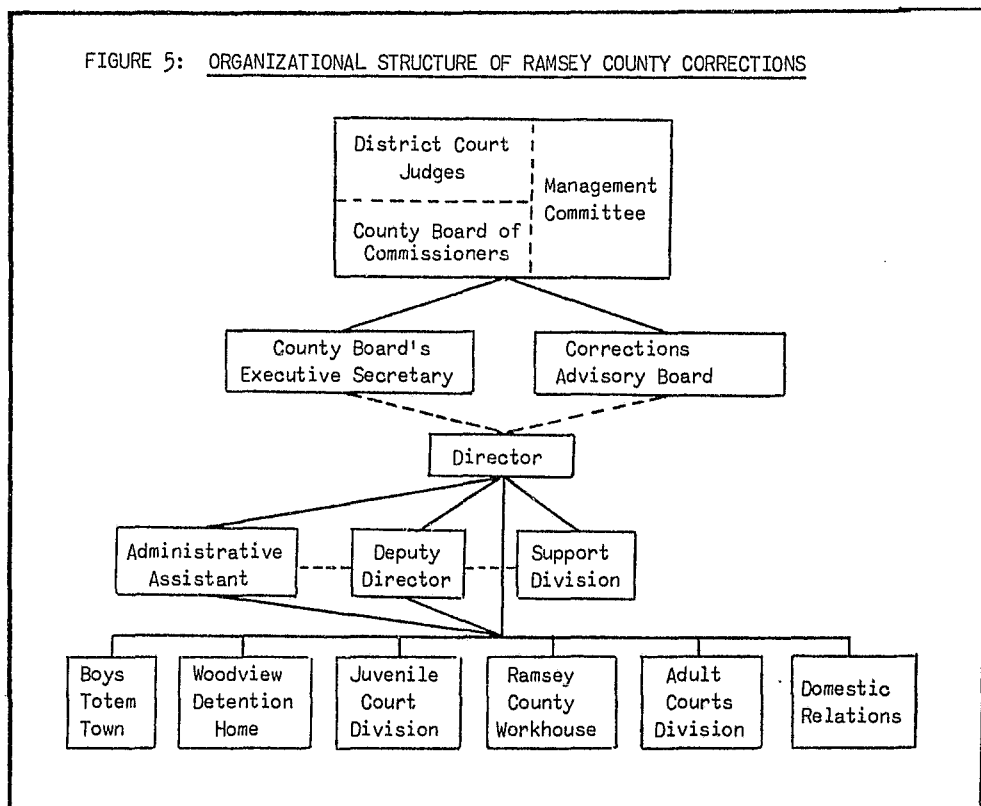 FIGURE 5: ORGANIZATIONAL STRUCTURE OF RAMSEY COUNTY CORRECTIONS
District Court
Judges
County Board of
Commissioners
Management
Committee
County Board's
Executive Secretary
Corrections
Advisory Board
Director
Administrative
Assistant
Deputy
Director
Support
Division
Boys
Totem
Town
Woodview
Detention
Home
Juvenile
Court
Division
Ramsey
County
Workhouse
Adult
Courts
Division
Domestic
Relations